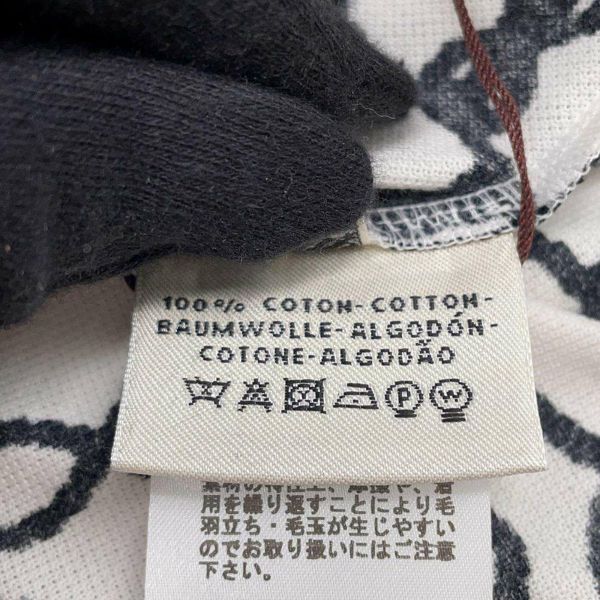 100% COTON-COTTON-
BAUMWOLLE-ALGODÓN-
COTONE-ALGODÃO
P W
用を繰り返すことにより毛
羽立ち・毛玉が生じやすい
のでお取り扱いにはご注意
下さい。